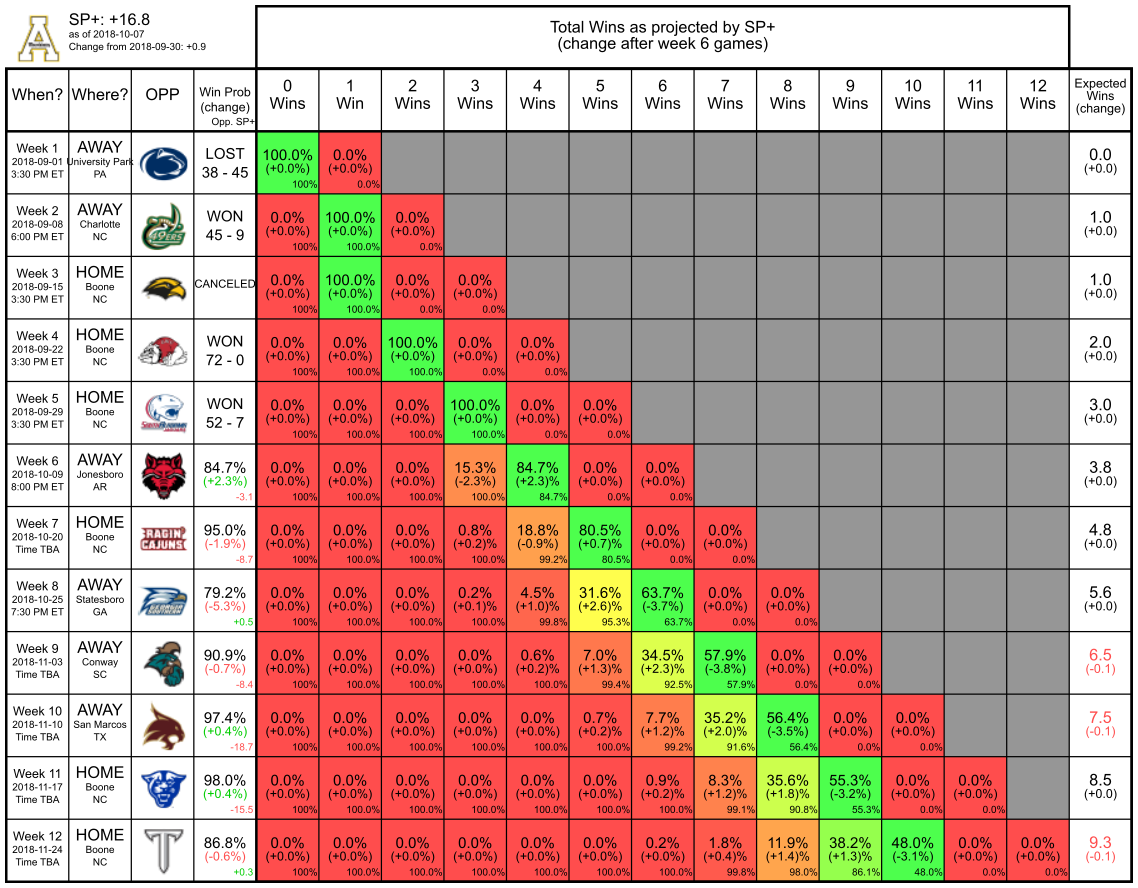 SP+: +16.8
as of 2018-10-07
Change from 2018-09-30: +0.9
Total Wins as projected by SP+
(change after week 6 games)
When? Where? OPP Win Prob (change) Opp. SP+ 0 Wins 1 Win 2 Wins 3 Wins 4 Wins 5 Wins 6 Wins 7 Wins 8 Wins 9 Wins 10 Wins 11 Wins 12 Wins Expected Wins (change)
Week 1 AWAY LOST 100.0% 0.0% 0.0
2018-09-01 University Park 38 - 45 (+0.0%) (+0.0%) (+0.0)
3:30 PM ET PA 100% 0.0%
Week 2 AWAY WON 0.0% 100.0% 0.0% 1.0
2018-09-08 Charlotte 49ERS 45 - 9 (+0.0%) (+0.0%) (+0.0%) (+0.0)
6:00 PM ET NC 100% 100.0% 0.0%
Week 3 HOME CANCELED 0.0% 100.0% 0.0% 0.0% 1.0
2018-09-15 Boone (+0.0%) (+0.0%) (+0.0%) (+0.0%) (+0.0)
3:30 PM ET NC 100% 100.0% 0.0% 0.0%
Week 4 HOME WON 0.0% 0.0% 100.0% 0.0% 0.0% 2.0
2018-09-22 Boone 72 - 0 (+0.0%) (+0.0%) (+0.0%) (+0.0%) (+0.0%) (+0.0)
3:30 PM ET NC 100% 100.0% 100.0% 0.0% 0.0%
Week 5 HOME WON 0.0% 0.0% 0.0% 100.0% 0.0% 0.0% 3.0
2018-09-29 Boone 52 - 7 (+0.0%) (+0.0%) (+0.0%) (+0.0%) (+0.0%) (+0.0%) (+0.0)
3:30 PM ET NC 100% 100.0% 100.0% 100.0% 0.0% 0.0%
Week 6 AWAY 84.7% 0.0% 0.0% 0.0% 15.3% 84.7% 0.0% 0.0% 3.8
2018-10-09 Jonesboro (+2.3%) (+0.0%) (+0.0%) (+0.0%) (-2.3%) (+2.3)% (+0.0%) (+0.0%) (+0.0)
8:00 PM ET AR -3.1 100% 100.0% 100.0% 100.0% 84.7% 0.0% 0.0%
Week 7 HOME RAGIN' CAJUNS 95.0% 0.0% 0.0% 0.0% 0.8% 18.8% 80.5% 0.0% 0.0% 4.8
2018-10-20 Boone (-1.9%) (+0.0%) (+0.0%) (+0.0%) (+0.2)% (-0.9%) (+0.7)% (+0.0%) (+0.0%) (+0.0)
Time TBA NC -8.7 100% 100.0% 100.0% 100.0% 99.2% 80.5% 0.0% 0.0%
Week 8 AWAY 79.2% 0.0% 0.0% 0.0% 0.2% 4.5% 31.6% 63.7% 0.0% 0.0% 5.6
2018-10-25 Statesboro GEORGIA SOUTHERN (-5.3%) (+0.0%) (+0.0%) (+0.0%) (+0.1)% (+1.0)% (+2.6)% (-3.7%) (+0.0%) (+0.0%) (+0.0)
7:30 PM ET GA +0.5 100% 100.0% 100.0% 100.0% 99.8% 95.3% 63.7% 0.0% 0.0%
Week 9 AWAY 90.9% 0.0% 0.0% 0.0% 0.0% 0.6% 7.0% 34.5% 57.9% 0.0% 0.0% 6.5
2018-11-03 Conway (-0.7%) (+0.0%) (+0.0%) (+0.0%) (+0.0%) (+0.2)% (+1.3)% (+2.3)% (-3.8%) (+0.0%) (+0.0%) (-0.1)
Time TBA SC -8.4 100% 100.0% 100.0% 100.0% 100.0% 99.4% 92.5% 57.9% 0.0% 0.0%
Week 10 AWAY 97.4% 0.0% 0.0% 0.0% 0.0% 0.0% 0.7% 7.7% 35.2% 56.4% 0.0% 0.0% 7.5
2018-11-10 San Marcos (+0.4%) (+0.0%) (+0.0%) (+0.0%) (+0.0%) (+0.0%) (+0.2)% (+1.2)% (+2.0)% (-3.5%) (+0.0%) (+0.0%) (-0.1)
Time TBA TX -18.7 100% 100.0% 100.0% 100.0% 100.0% 100.0% 99.2% 91.6% 56.4% 0.0% 0.0%
Week 11 HOME 98.0% 0.0% 0.0% 0.0% 0.0% 0.0% 0.0% 0.9% 8.3% 35.6% 55.3% 0.0% 0.0% 8.5
2018-11-17 Boone (+0.4%) (+0.0%) (+0.0%) (+0.0%) (+0.0%) (+0.0%) (+0.0%) (+0.2)% (+1.2)% (+1.8)% (-3.2%) (+0.0%) (+0.0%) (+0.0)
Time TBA NC -15.5 100% 100.0% 100.0% 100.0% 100.0% 100.0% 100.0% 99.1% 90.8% 55.3% 0.0% 0.0%
Week 12 HOME 86.8% 0.0% 0.0% 0.0% 0.0% 0.0% 0.0% 0.2% 1.8% 11.9% 38.2% 48.0% 0.0% 0.0% 9.3
2018-11-24 Boone (-0.6%) (+0.0%) (+0.0%) (+0.0%) (+0.0%) (+0.0%) (+0.0%) (+0.0%) (+0.4)% (+1.4)% (+1.3)% (-3.1%) (+0.0%) (+0.0%) (-0.1)
Time TBA NC +0.3 100% 100.0% 100.0% 100.0% 100.0% 100.0% 100.0% 99.8% 98.0% 86.1% 48.0% 0.0% 0.0%